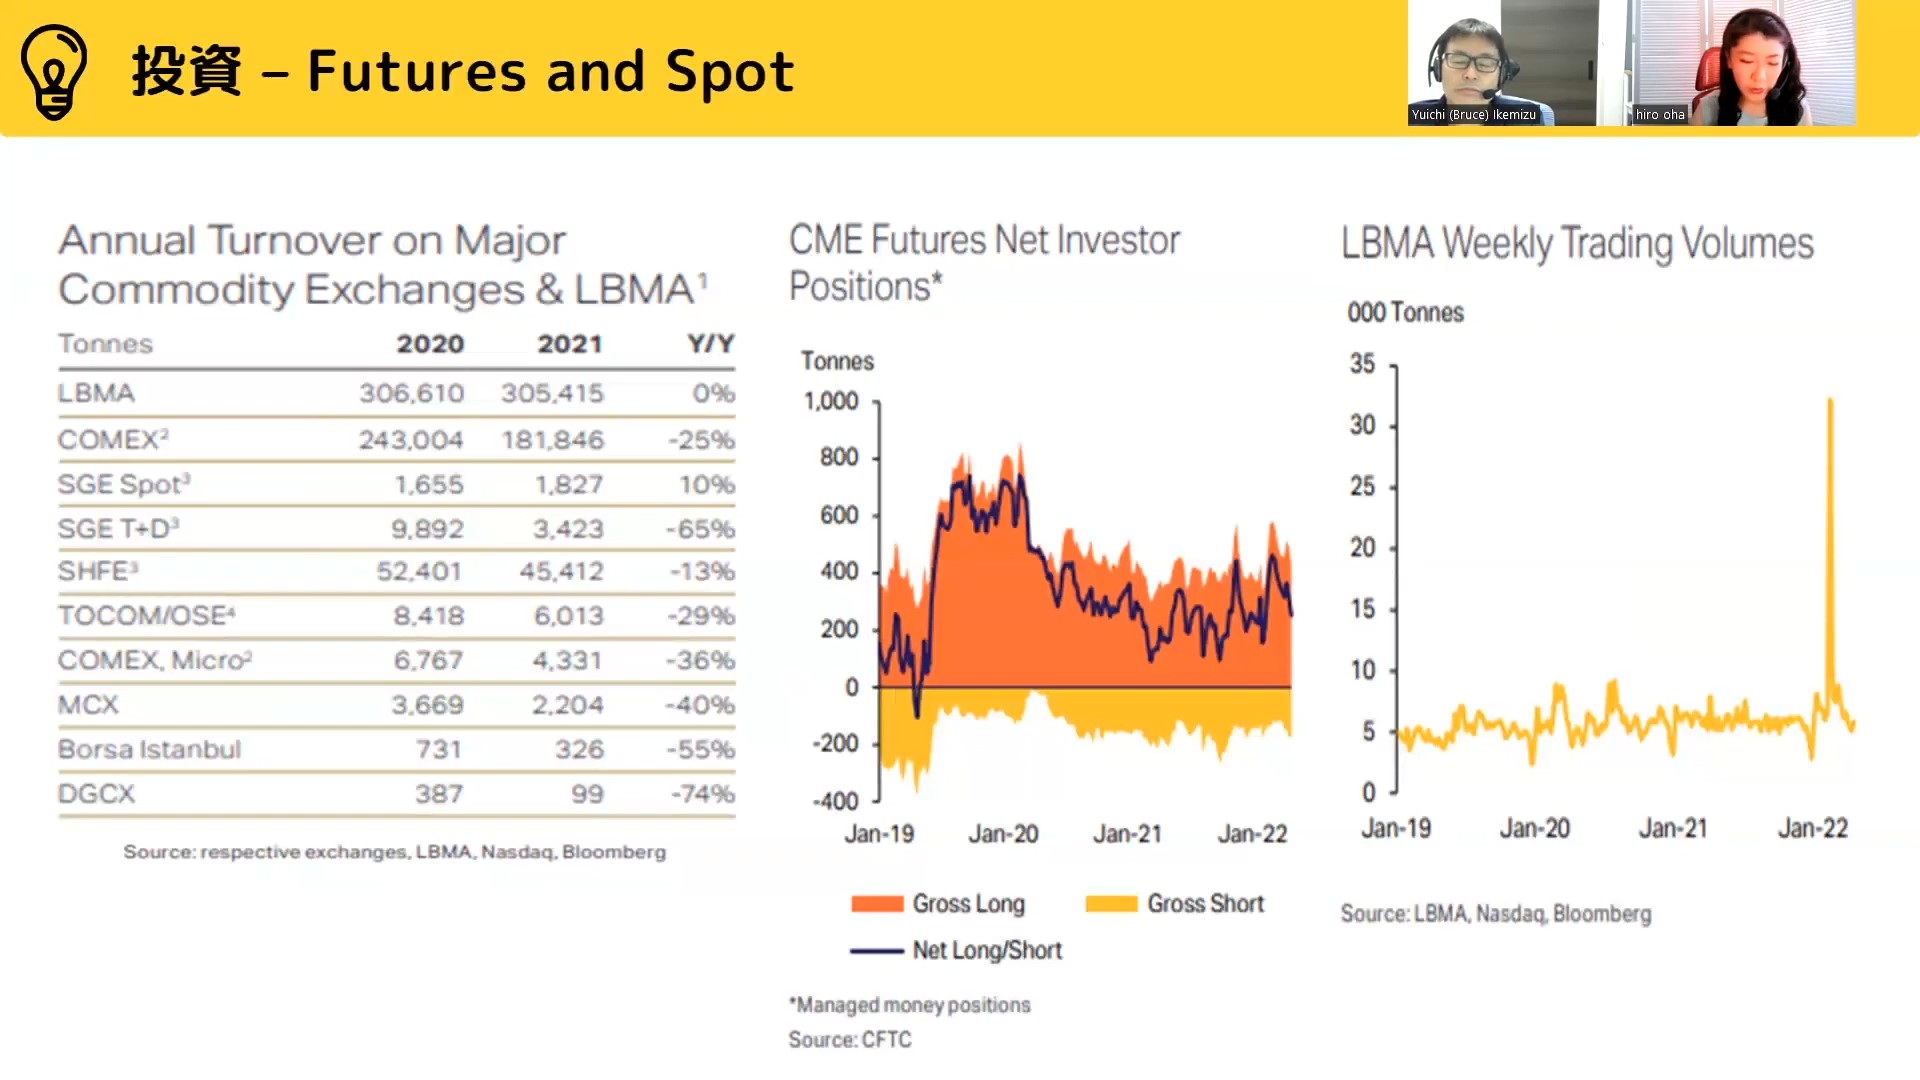 投資 – Futures and Spot
Yuichi (Bruce) Ikemizu
hiro oha
Annual Turnover on Major
Commodity Exchanges & LBMA¹
Tonnes 2020 2021 Y/Y
LBMA 306,610 305,415 0%
COMEX² 243,004 181,846 -25%
SGE Spot³ 1,655 1,827 10%
SGE T+D³ 9,892 3,423 -65%
SHFE³ 52,401 45,412 -13%
TOCOM/OSE⁴ 8,418 6,013 -29%
COMEX, Micro² 6,767 4,331 -36%
MCX 3,669 2,204 -40%
Borsa Istanbul 731 326 -55%
DGCX 387 99 -74%
Source: respective exchanges, LBMA, Nasdaq, Bloomberg
CME Futures Net Investor
Positions*
Tonnes
1,000
800
600
400
200
0
-200
-400
Jan-19 Jan-20 Jan-21 Jan-22
Gross Long Gross Short
Net Long/Short
*Managed money positions
Source: CFTC
LBMA Weekly Trading Volumes
000 Tonnes
35
30
25
20
15
10
5
0
Jan-19 Jan-20 Jan-21 Jan-22
Source: LBMA, Nasdaq, Bloomberg